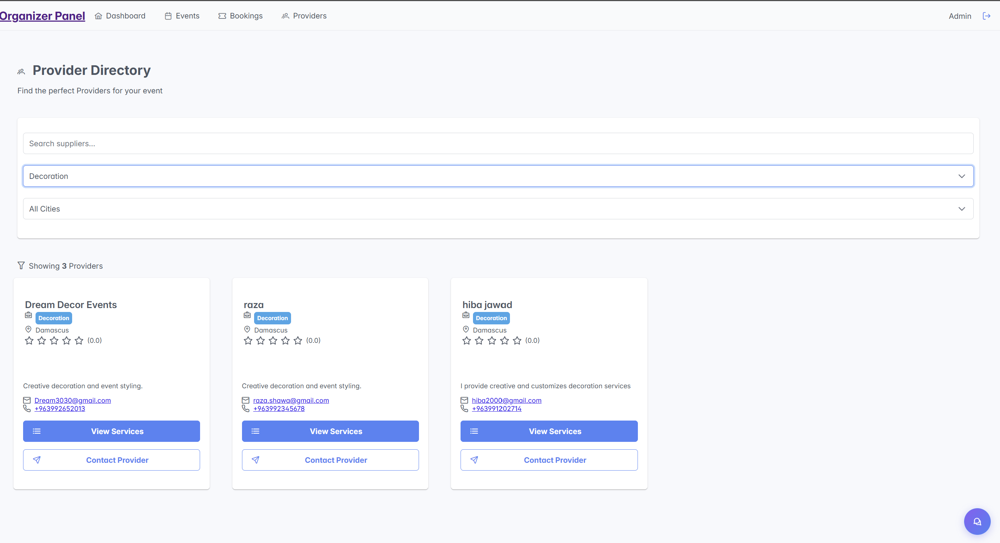 Organizer Panel Dashboard Events Bookings Providers Admin
Provider Directory
Find the perfect Providers for your event
Search suppliers...
Decoration
All Cities
Showing 3 Providers
Dream Decor Events
Decoration
Damascus
(0.0)
Creative decoration and event styling.
Dream3030@gmail.com
+963992652013
View Services
Contact Provider
raza
Decoration
Damascus
(0.0)
Creative decoration and event styling.
raza.shawa@gmail.com
+963992345678
View Services
Contact Provider
hiba jawad
Decoration
Damascus
(0.0)
I provide creative and customizes decoration services
hiba2000@gmail.com
+963991202714
View Services
Contact Provider